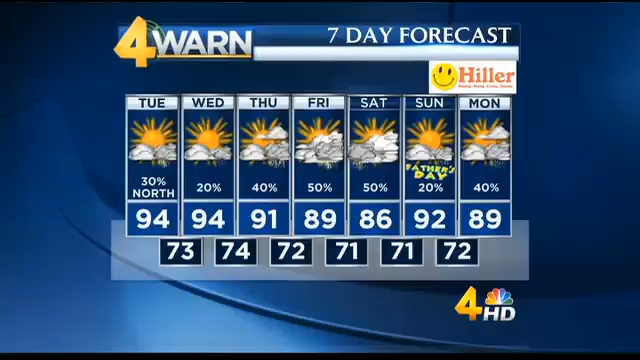 4WARN
7 DAY FORECAST
Hiller
TUE WED THU FRI SAT SUN MON
FATHER'S DAY
30% NORTH 20% 40% 50% 50% 20% 40%
94 94 91 89 86 92 89
73 74 72 71 71 72
4 HD